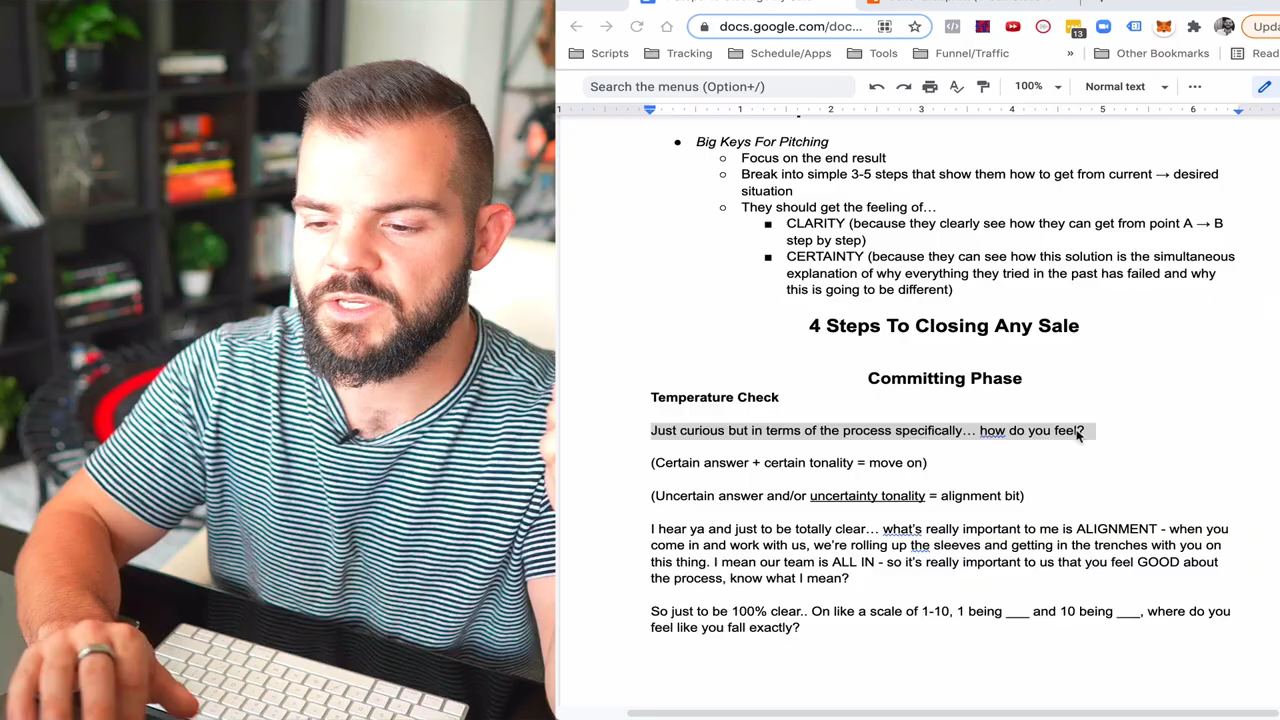 docs.google.com/doc...
13
Upda
Scripts
Tracking
Schedule/Apps
Tools
Funnel/Traffic
»
Other Bookmarks
Read
Search the menus (Option+/)
100%
Normal text
1 1 2 3 4 5 6
● Big Keys For Pitching
○ Focus on the end result
○ Break into simple 3-5 steps that show them how to get from current → desired
situation
○ They should get the feeling of…
■ CLARITY (because they clearly see how they can get from point A → B
step by step)
■ CERTAINTY (because they can see how this solution is the simultaneous
explanation of why everything they tried in the past has failed and why
this is going to be different)
4 Steps To Closing Any Sale
Committing Phase
Temperature Check
Just curious but in terms of the process specifically… how do you feel?
(Certain answer + certain tonality = move on)
(Uncertain answer and/or uncertainty tonality = alignment bit)
I hear ya and just to be totally clear… what's really important to me is ALIGNMENT - when you
come in and work with us, we're rolling up the sleeves and getting in the trenches with you on
this thing. I mean our team is ALL IN - so it's really important to us that you feel GOOD about
the process, know what I mean?
So just to be 100% clear.. On like a scale of 1-10, 1 being ___ and 10 being ___, where do you
feel like you fall exactly?